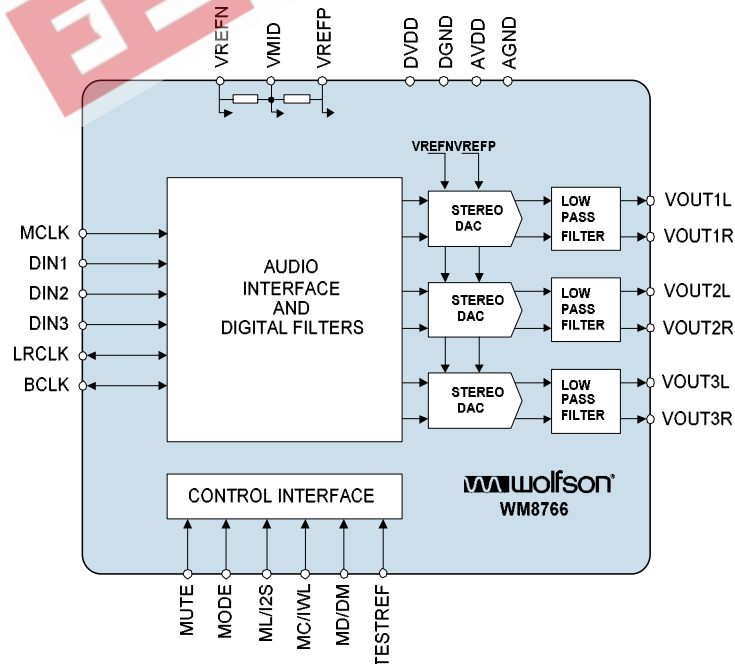 VREFN
VMID
VREFP
DVDD
DGND
AVDD
AGND
VREFNVREFP
MCLK
DIN1
DIN2
DIN3
LRCLK
BCLK
AUDIO
INTERFACE
AND
DIGITAL FILTERS
STEREO
DAC
LOW
PASS
FILTER
VOUT1L
VOUT1R
STEREO
DAC
LOW
PASS
FILTER
VOUT2L
VOUT2R
STEREO
DAC
LOW
PASS
FILTER
VOUT3L
VOUT3R
CONTROL INTERFACE
wolfson
WM8766
MUTE
MODE
ML/I2S
MC/IWL
MD/DM
TESTREF